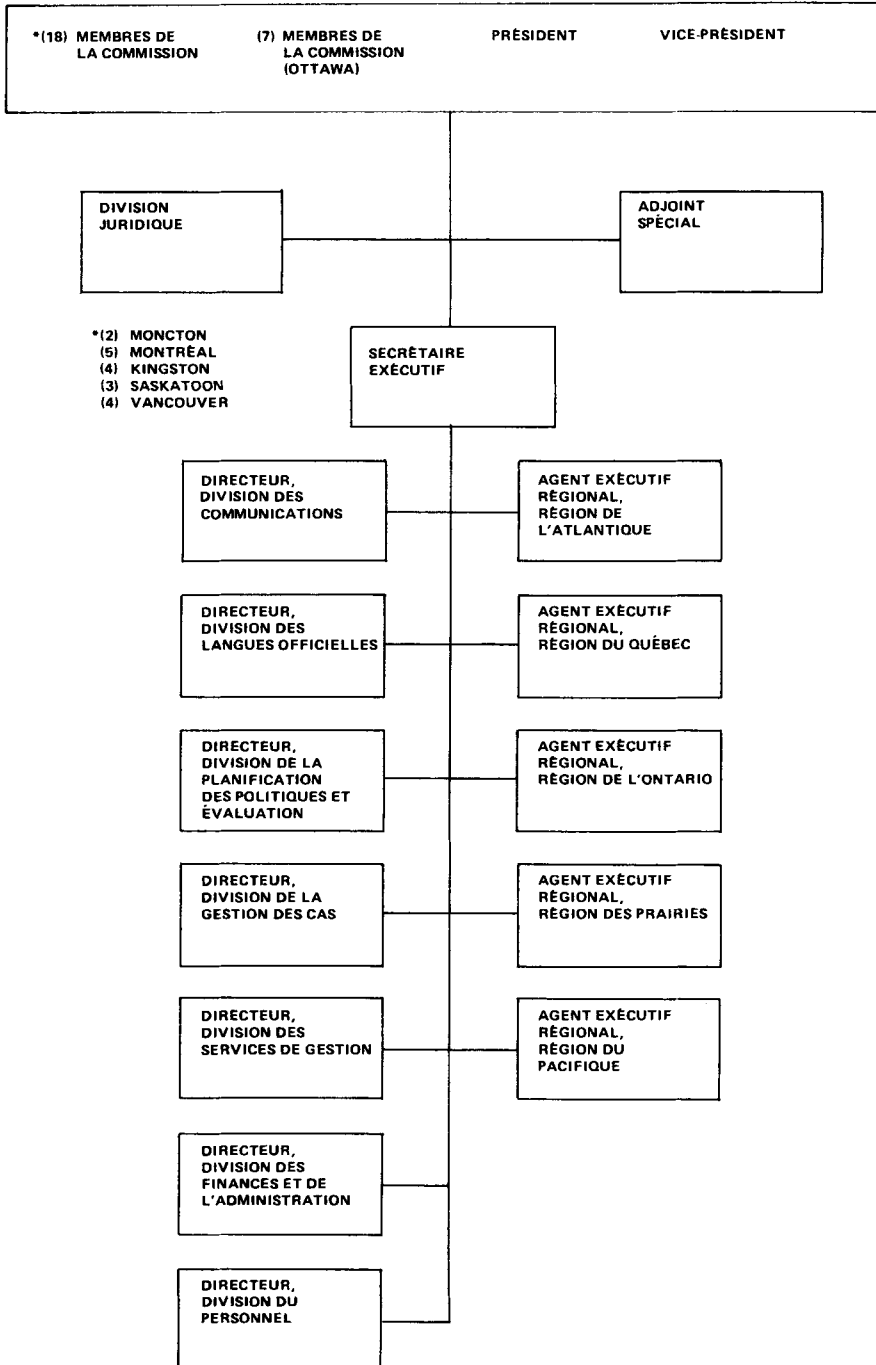 *(18) MEMBRES DE
LA COMMISSION
(7) MEMBRES DE
LA COMMISSION
(OTTAWA)
PRÉSIDENT
VICE-PRÉSIDENT
DIVISION
JURIDIQUE
ADJOINT
SPÉCIAL
*(2) MONCTON
(5) MONTRÉAL
(4) KINGSTON
(3) SASKATOON
(4) VANCOUVER
SECRÉTAIRE
EXÉCUTIF
DIRECTEUR,
DIVISION DES
COMMUNICATIONS
AGENT EXÉCUTIF
RÉGIONAL,
RÉGION DE
L'ATLANTIQUE
DIRECTEUR,
DIVISION DES
LANGUES OFFICIELLES
AGENT EXÉCUTIF
RÉGIONAL,
RÉGION DU QUÉBEC
DIRECTEUR,
DIVISION DE LA
PLANIFICATION
DES POLITIQUES ET
ÉVALUATION
AGENT EXÉCUTIF
RÉGIONAL,
RÉGION DE L'ONTARIO
DIRECTEUR,
DIVISION DE LA
GESTION DES CAS
AGENT EXÉCUTIF
RÉGIONAL,
RÉGION DES PRAIRIES
DIRECTEUR,
DIVISION DES
SERVICES DE GESTION
AGENT EXÉCUTIF
RÉGIONAL,
RÉGION DU
PACIFIQUE
DIRECTEUR,
DIVISION DES
FINANCES ET DE
L'ADMINISTRATION
DIRECTEUR,
DIVISION DU
PERSONNEL